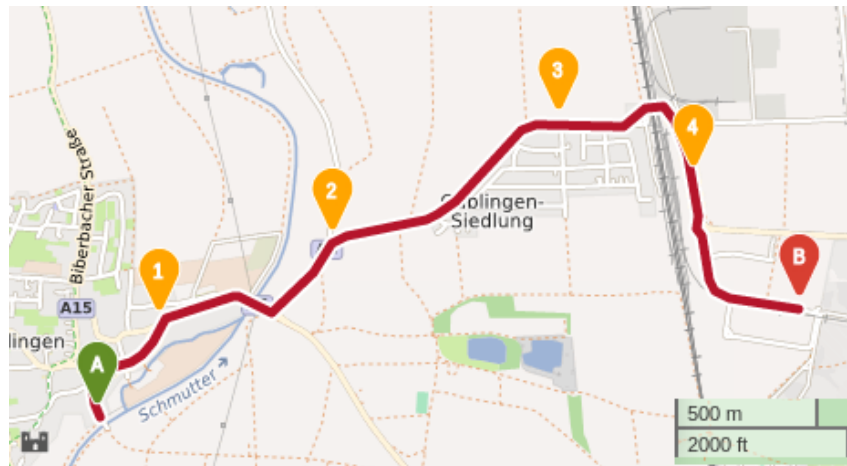 3
4
2
Biberbacher Straße
Siedlung
1
B
A15
lingen
A
Schmutter
500 m
2000 ft